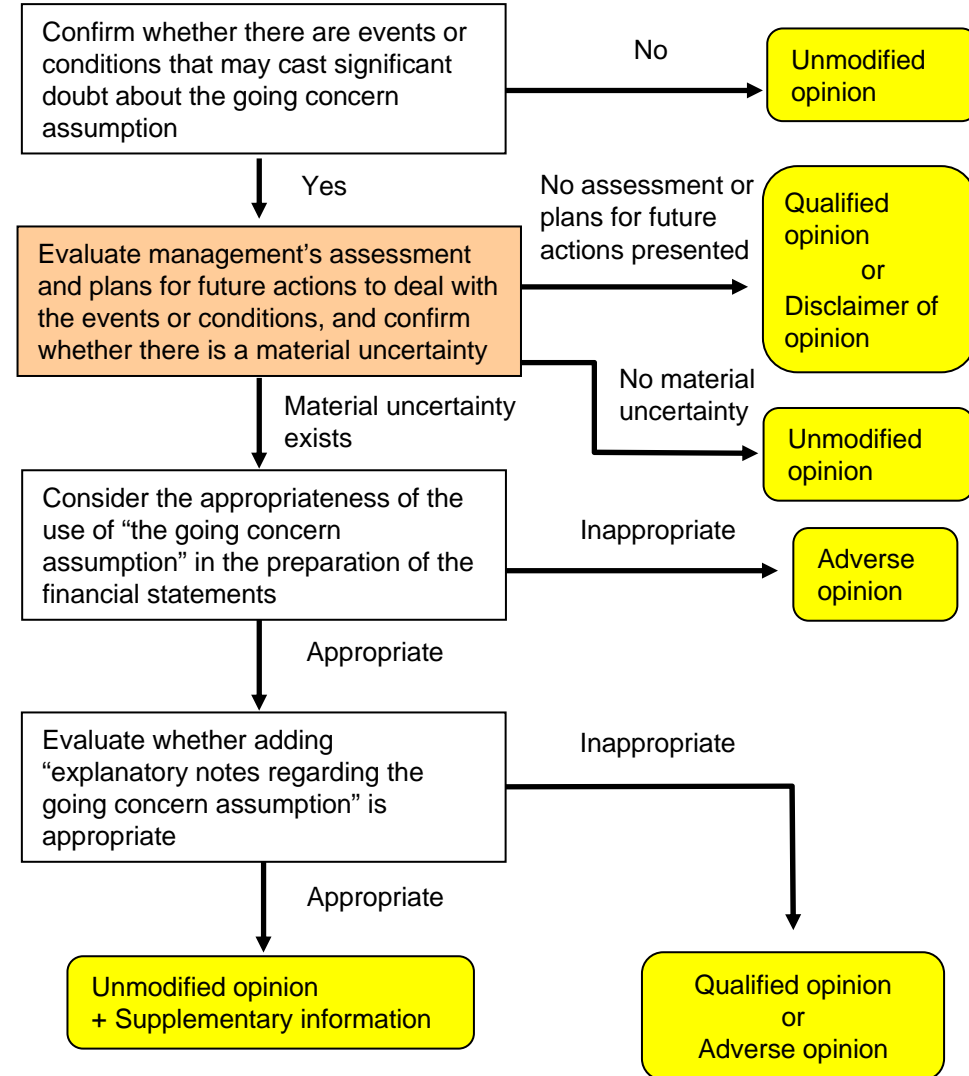 Confirm whether there are events or
conditions that may cast significant
doubt about the going concern
assumption
No
Unmodified
opinion
Yes
No assessment or
plans for future
actions presented
Qualified
opinion
or
Disclaimer of
opinion
Evaluate management’s assessment
and plans for future actions to deal with
the events or conditions, and confirm
whether there is a material uncertainty
No material
uncertainty
Unmodified
opinion
Material uncertainty
exists
Consider the appropriateness of the
use of “the going concern
assumption” in the preparation of the
financial statements
Inappropriate
Adverse
opinion
Appropriate
Evaluate whether adding
“explanatory notes regarding the
going concern assumption” is
appropriate
Inappropriate
Appropriate
Unmodified opinion
+ Supplementary information
Qualified opinion
or
Adverse opinion